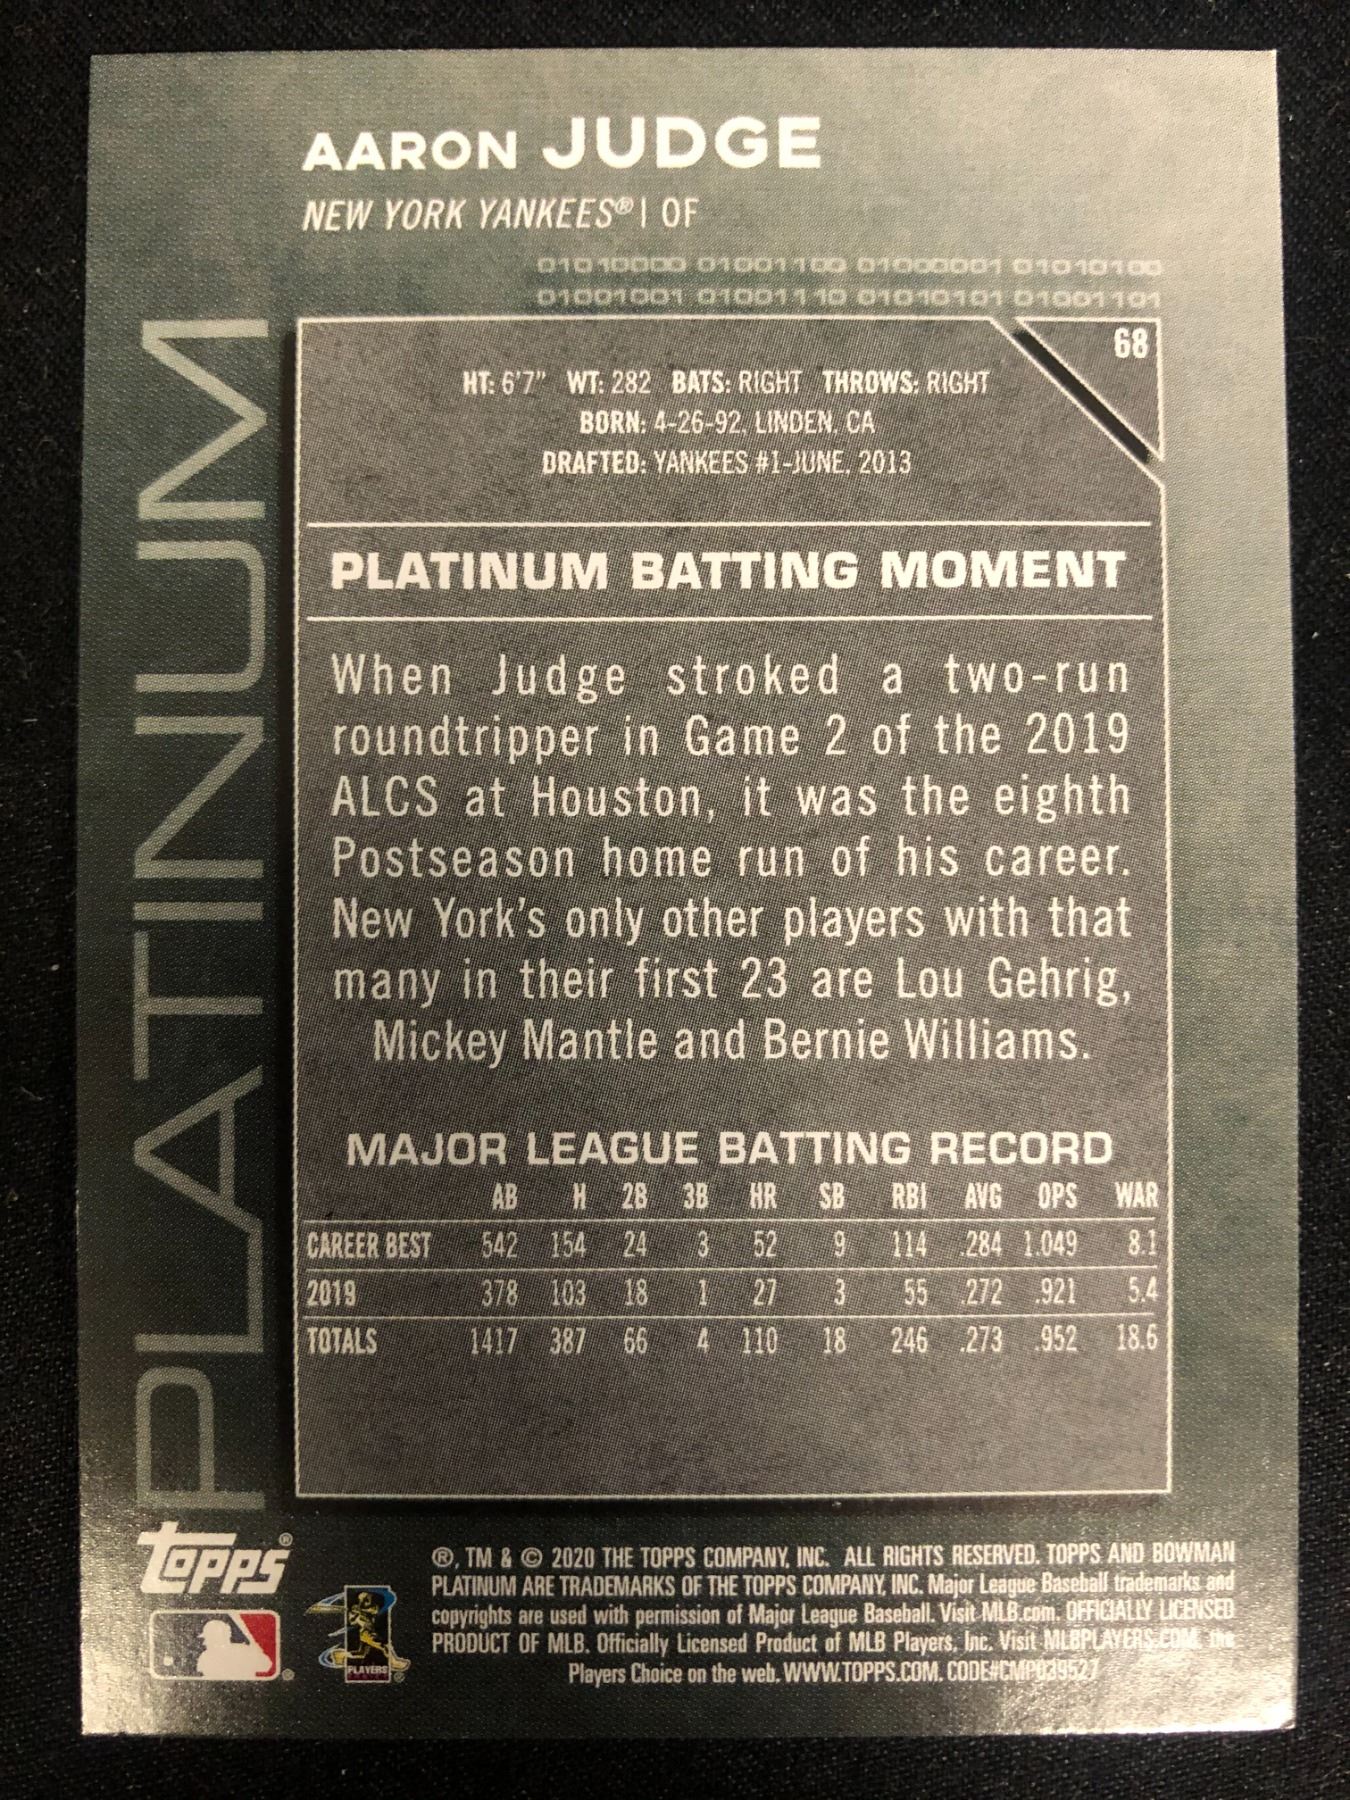 AARON JUDGE
NEW YORK YANKEES® | OF
01010000 01001100 01000001 01010100
01001001 01001110 01010101 01001101
PLATINUM
68
HT: 6'7" WT: 282 BATS: RIGHT THROWS: RIGHT
BORN: 4-26-92, LINDEN, CA
DRAFTED: YANKEES #1-JUNE, 2013
PLATINUM BATTING MOMENT
When Judge stroked a two-run
roundtripper in Game 2 of the 2019
ALCS at Houston, it was the eighth
Postseason home run of his career.
New York's only other players with that
many in their first 23 are Lou Gehrig,
Mickey Mantle and Bernie Williams.
MAJOR LEAGUE BATTING RECORD
AB H 2B 3B HR SB RBI AVG OPS WAR
CAREER BEST 542 154 24 3 52 9 114 .284 1.049 8.1
2019 378 103 18 1 27 3 55 .272 .921 5.4
TOTALS 1417 387 66 4 110 18 246 .273 .952 18.6
topps®
PLAYERS
®, TM & © 2020 THE TOPPS COMPANY, INC. ALL RIGHTS RESERVED. TOPPS AND BOWMAN
PLATINUM ARE TRADEMARKS OF THE TOPPS COMPANY, INC. Major League Baseball trademarks and
copyrights are used with permission of Major League Baseball. Visit MLB.com. OFFICIALLY LICENSED
PRODUCT OF MLB. Officially Licensed Product of MLB Players, Inc. Visit MLBPLAYERS.COM, the
Players Choice on the web. WWW.TOPPS.COM. CODE#CMP039527